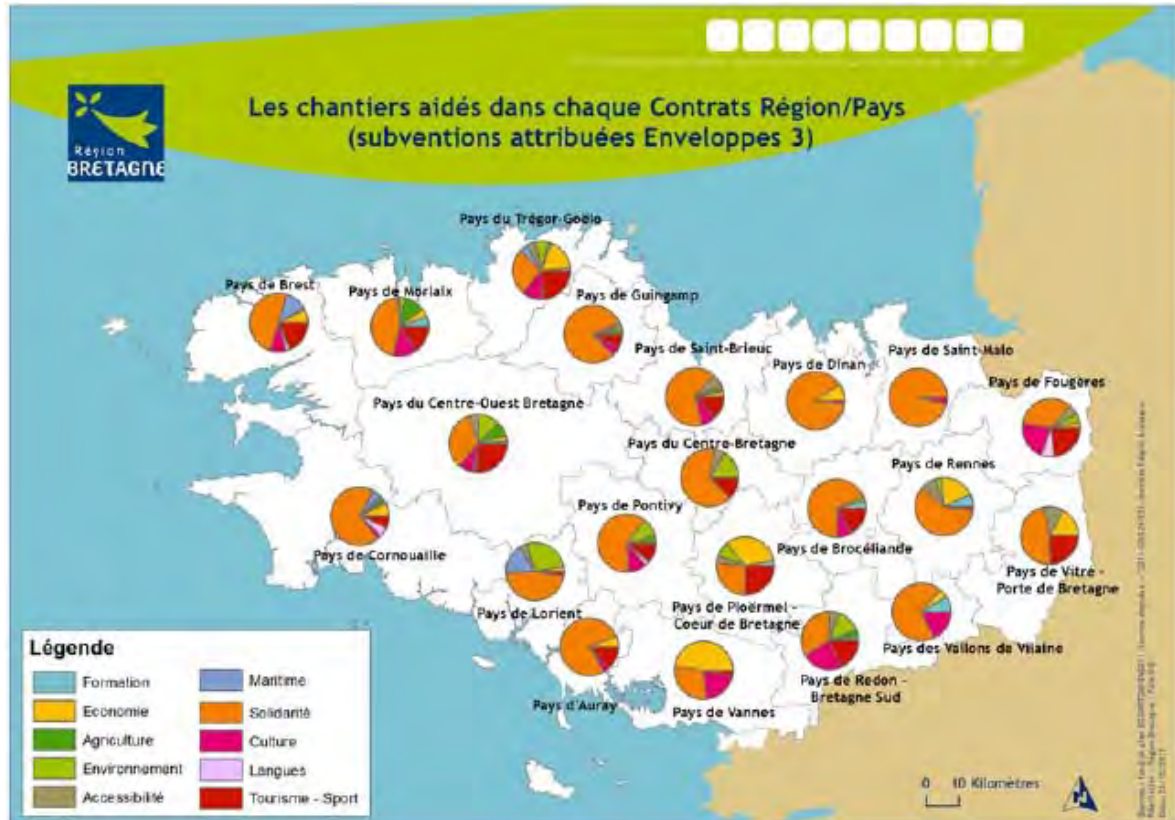 Les chantiers aidés dans chaque Contrats Région/Pays
(subventions attribuées Enveloppes 3)
Région
BRETAGNE
Pays du Trégor-Goëlo
Pays de Brest
Pays de Morlaix
Pays de Guingamp
Pays de Saint-Brieuc
Pays de Dinan
Pays de Saint-Malo
Pays de Fougères
Pays du Centre-Ouest Bretagne
Pays du Centre-Bretagne
Pays de Rennes
Pays de Pontivy
Pays de Cornouaille
Pays de Brocéliande
Pays de Vitré -
Porte de Bretagne
Pays de Lorient
Pays de Ploërmel -
Coeur de Bretagne
Pays des Vallons de Vilaine
Pays de Redon -
Bretagne Sud
Pays d'Auray
Pays de Vannes
Légende
Formation
Economie
Agriculture
Environnement
Accessibilité
Maritime
Solidarité
Culture
Langues
Tourisme - Sport
0 10 Kilomètres